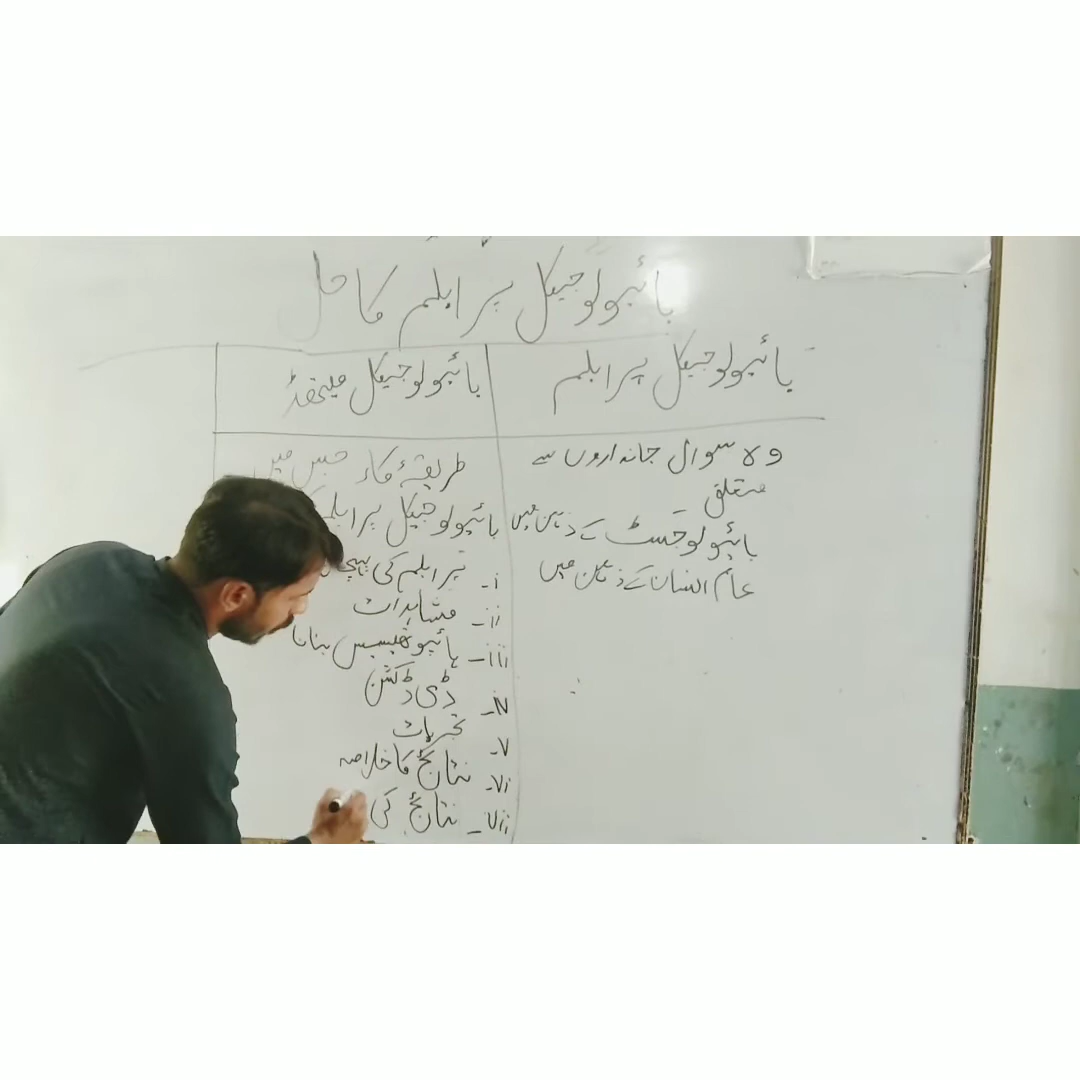 بائیولوجیکل پرابلم کا حل
بائیولوجیکل پرابلم
وہ سوال جانداروں سے
متعلق
بائیولوجسٹ کے ذہن میں
عام انسان کے ذہن میں
بائیولوجیکل میتھڈ
طریقۂ کار جس میں
بائیولوجیکل پرابلم
i- پرابلم کی
ii- مشاہدات
iii- ہائپوتھیسس بنانا
iv- ڈی ڈکشن
v- تجربات
vi- نتائج کا خلاصہ
vii- نتائج کی